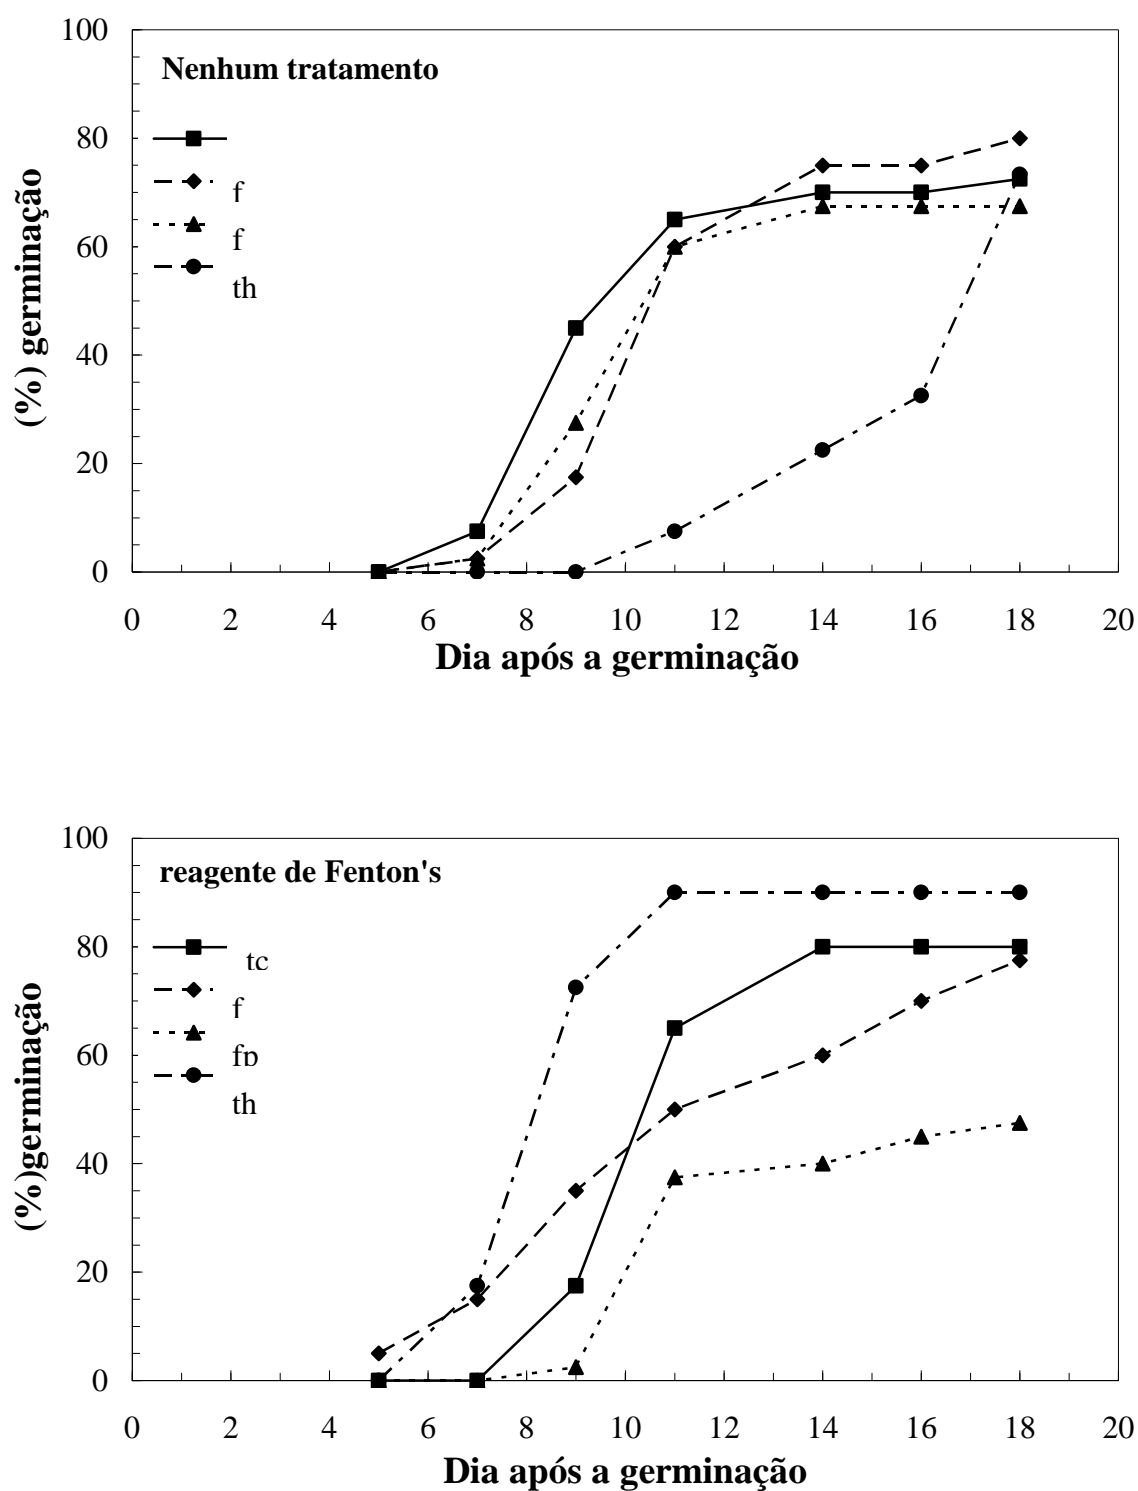 100
Nenhum tratamento
80
f
f
60
th
40
20
0
0 2 4 6 8 10 12 14 16 18 20
(%) germinação
Dia após a germinação
100
reagente de Fenton's
80
tc
f
60
fp
th
40
20
0
0 2 4 6 8 10 12 14 16 18 20
(%)germinação
Dia após a germinação